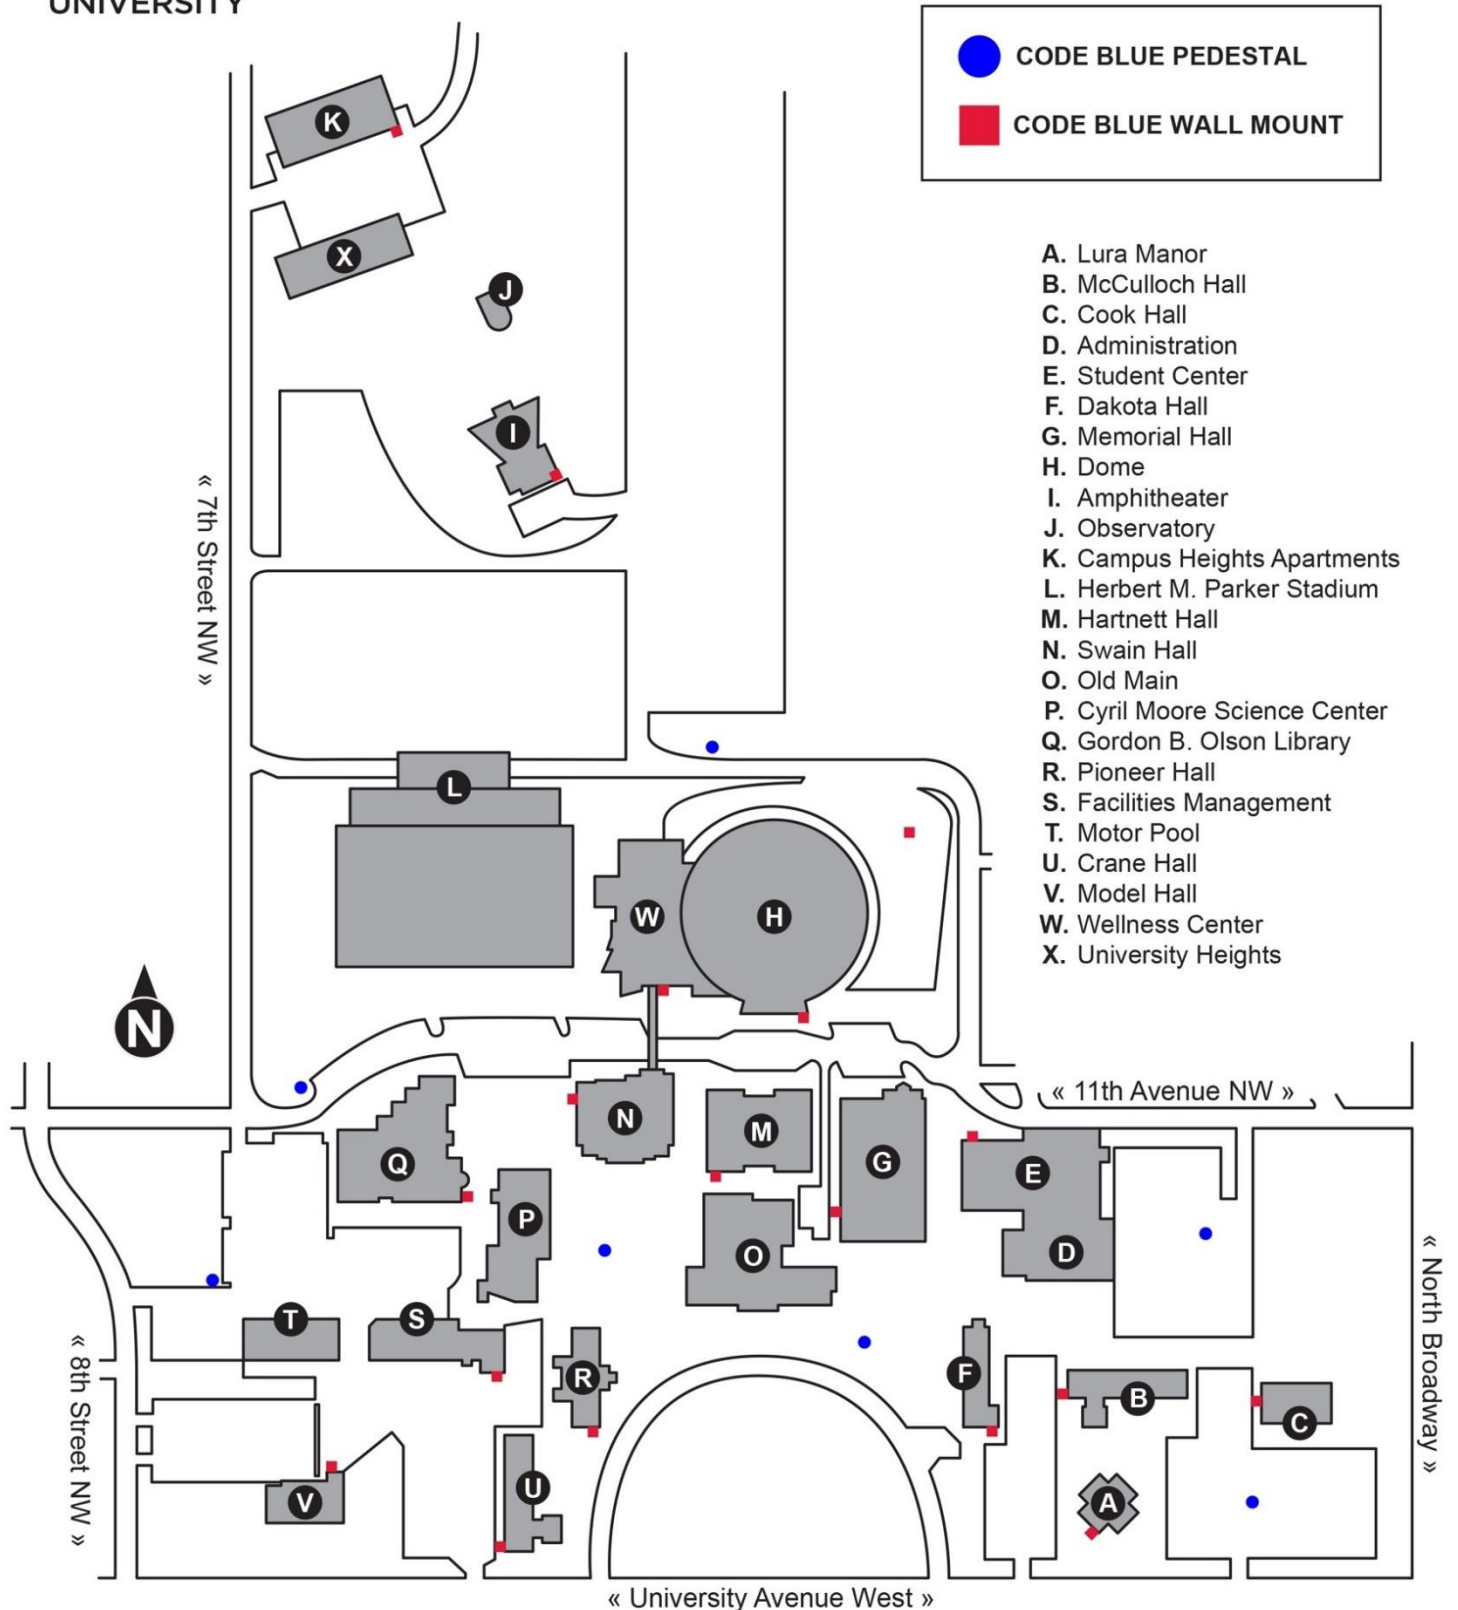 UNIVERSITY
CODE BLUE PEDESTAL
CODE BLUE WALL MOUNT
A. Lura Manor
B. McCulloch Hall
C. Cook Hall
D. Administration
E. Student Center
F. Dakota Hall
G. Memorial Hall
H. Dome
I. Amphitheater
J. Observatory
K. Campus Heights Apartments
L. Herbert M. Parker Stadium
M. Hartnett Hall
N. Swain Hall
O. Old Main
P. Cyril Moore Science Center
Q. Gordon B. Olson Library
R. Pioneer Hall
S. Facilities Management
T. Motor Pool
U. Crane Hall
V. Model Hall
W. Wellness Center
X. University Heights
K
X
J
I
« 7th Street NW »
L
W
H
N
« 11th Avenue NW »
N
M
G
Q
E
P
O
D
« North Broadway »
T
S
R
F
B
C
« 8th Street NW »
V
U
A
« University Avenue West »